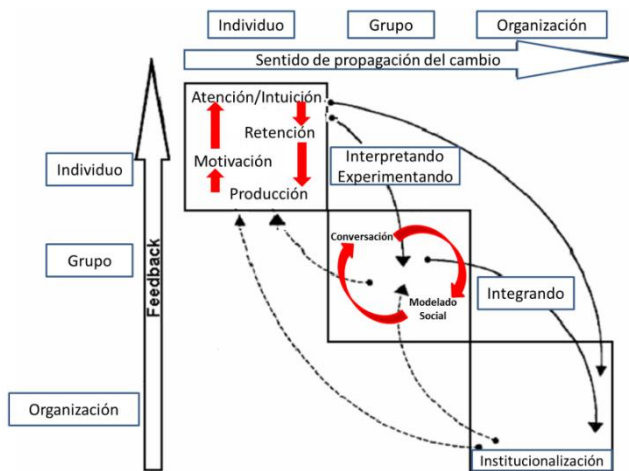 Individuo
Grupo
Organización
Sentido de propagación del cambio
Atención/Intuición
Retención
Motivación
Producción
Interpretando
Experimentando
Individuo
Grupo
Organización
Feedback
Conversación
Modelado
Social
Integrando
Institucionalización